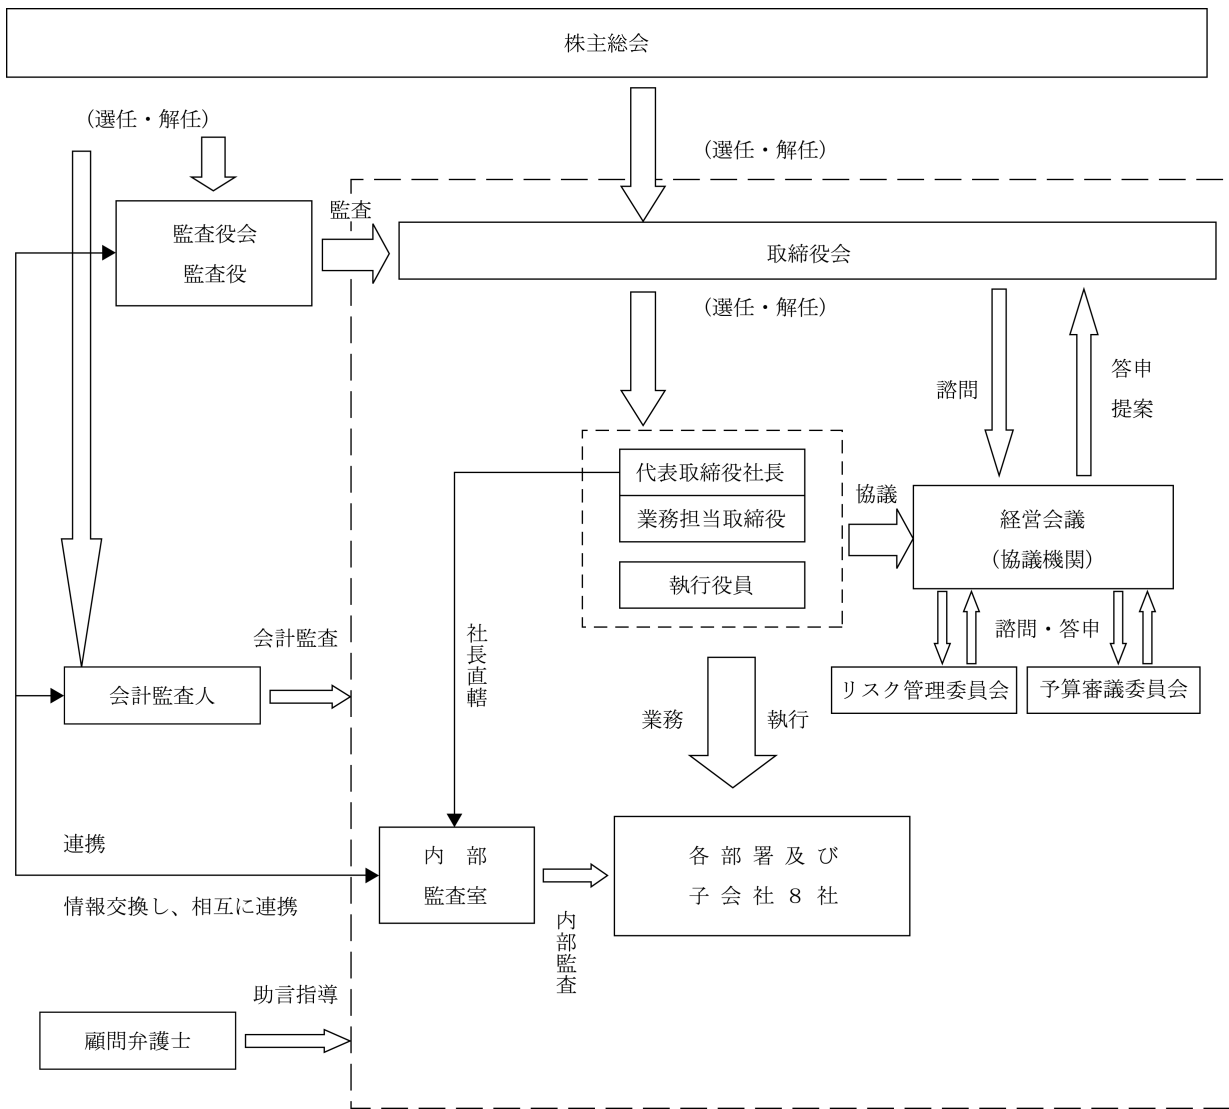 株主総会
（選任・解任）
（選任・解任）
監査
監査役会
監査役
取締役会
（選任・解任）
諮問
答申
提案
代表取締役社長
業務担当取締役
執行役員
協議
経営会議
（協議機関）
諮問・答申
リスク管理委員会
予算審議委員会
会計監査
会計監査人
社長直轄
業務
執行
連携
情報交換し、相互に連携
内部
監査室
内部監査
各部署及び
子会社８社
助言指導
顧問弁護士